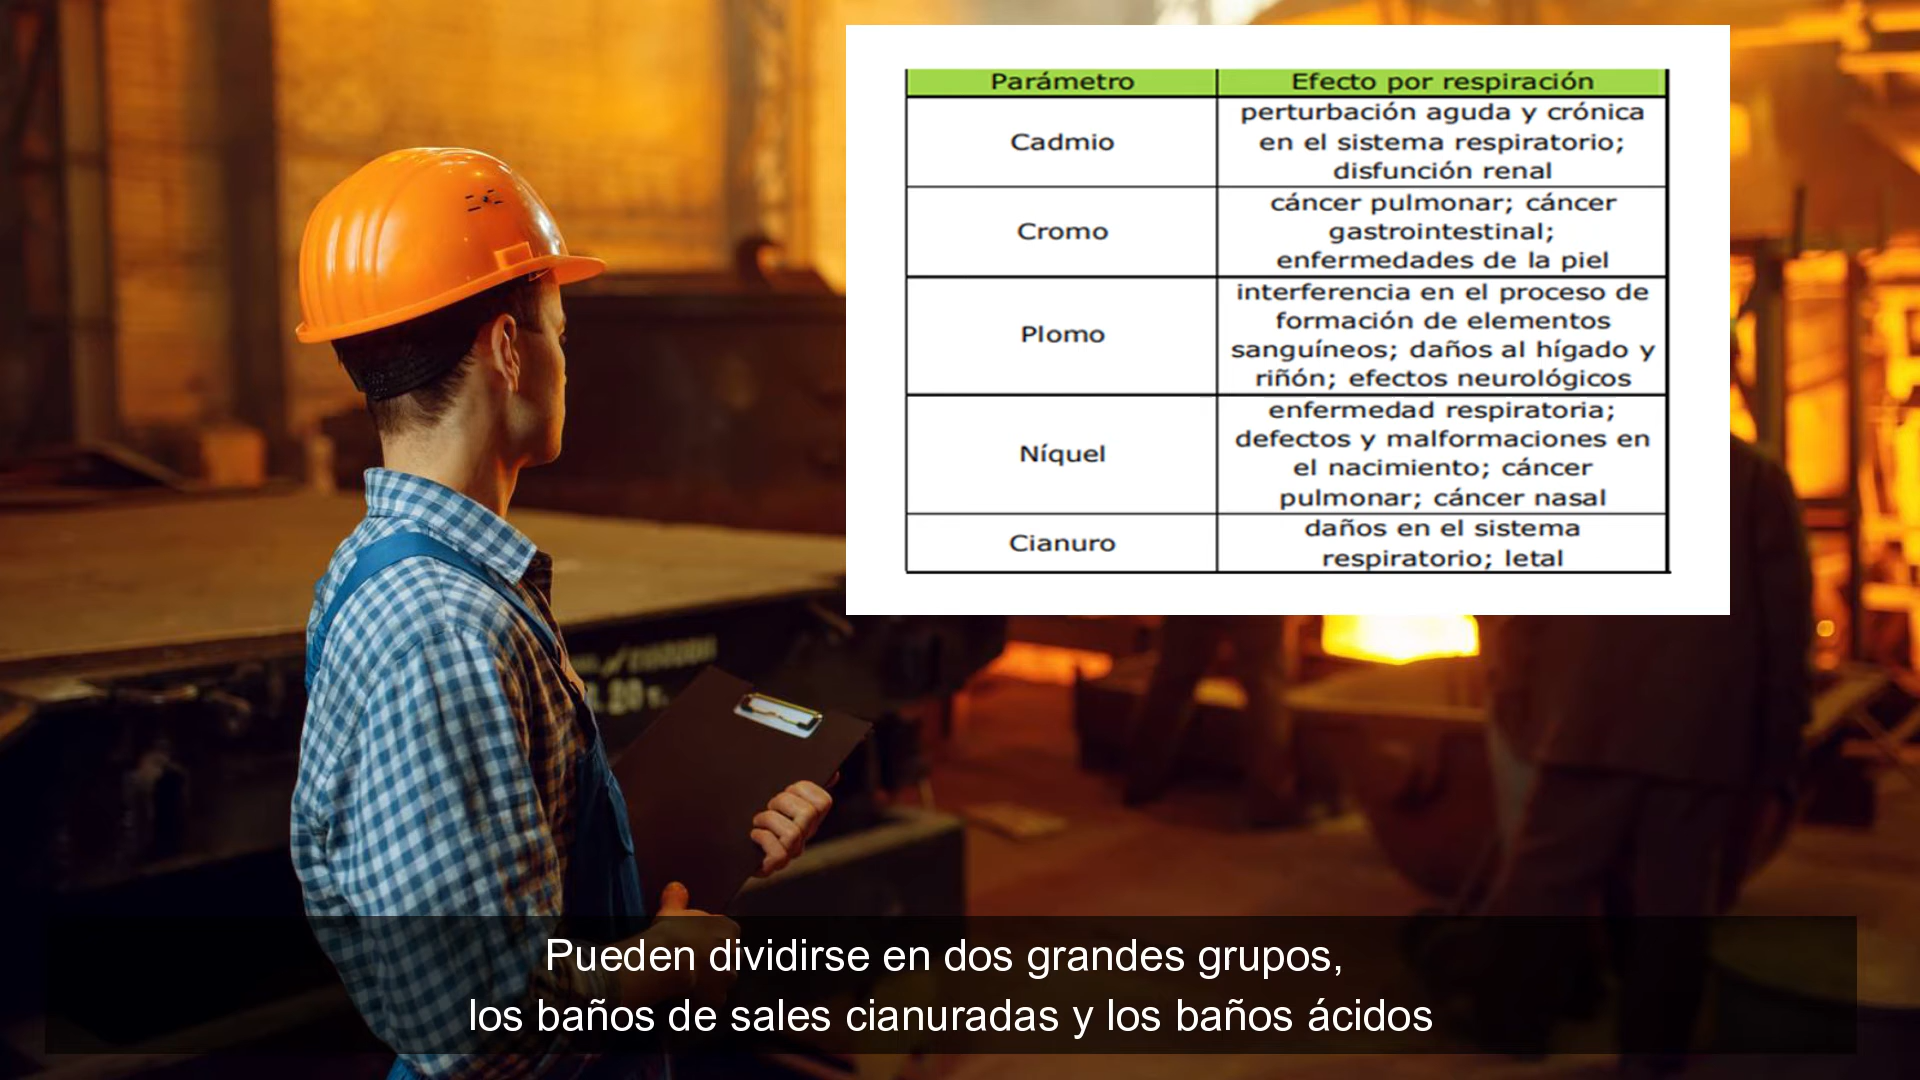 Parámetro
Efecto por respiración
Cadmio
perturbación aguda y crónica
en el sistema respiratorio;
disfunción renal
Cromo
cáncer pulmonar; cáncer
gastrointestinal;
enfermedades de la piel
Plomo
interferencia en el proceso de
formación de elementos
sanguíneos; daños al hígado y
riñón; efectos neurológicos
Níquel
enfermedad respiratoria;
defectos y malformaciones en
el nacimiento; cáncer
pulmonar; cáncer nasal
Cianuro
daños en el sistema
respiratorio; letal
Pueden dividirse en dos grandes grupos,
los baños de sales cianuradas y los baños ácidos